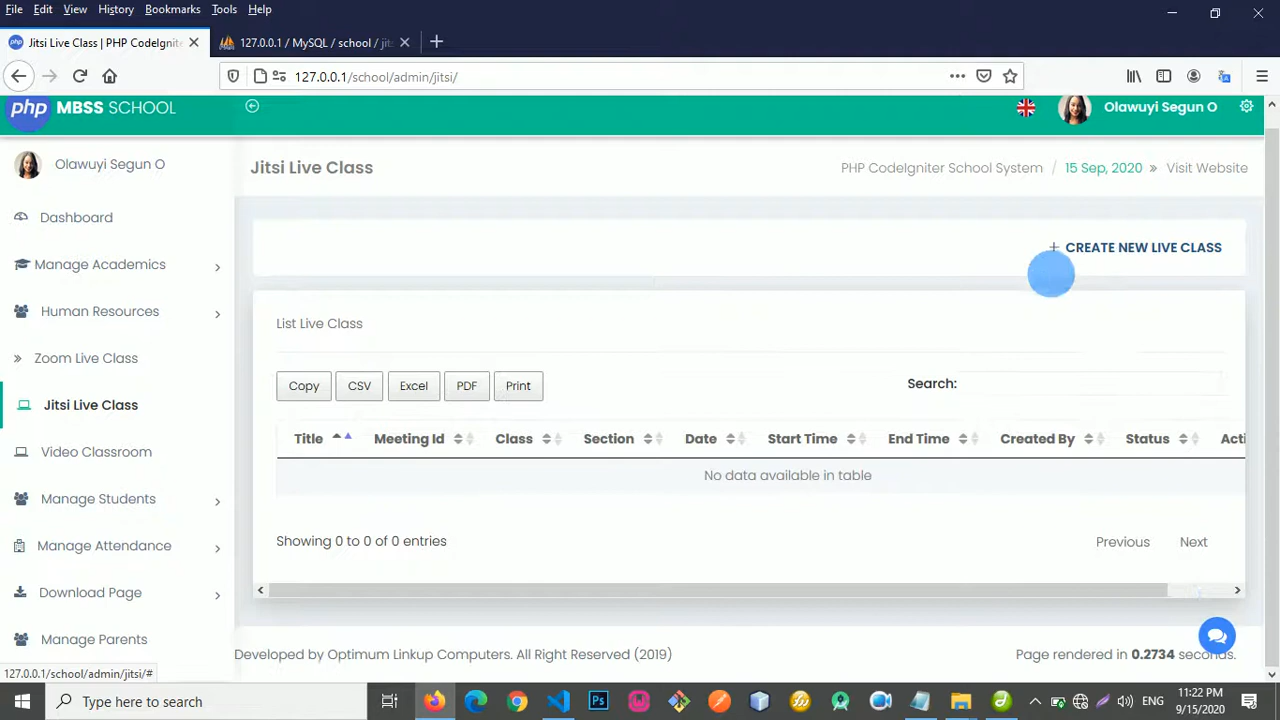 File Edit View History Bookmarks Tools Help
Jitsi Live Class | PHP CodeIgnite
127.0.0.1 / MySQL / school / jit
127.0.0.1/school/admin/jitsi/
php MBSS SCHOOL
Olawuyi Segun O
Olawuyi Segun O
Jitsi Live Class
PHP CodeIgniter School System / 15 Sep, 2020 » Visit Website
Dashboard
Manage Academics
Human Resources
Zoom Live Class
Jitsi Live Class
Video Classroom
Manage Students
Manage Attendance
Download Page
Manage Parents
+ CREATE NEW LIVE CLASS
List Live Class
Copy CSV Excel PDF Print
Search:
Title Meeting Id Class Section Date Start Time End Time Created By Status Acti
No data available in table
Showing 0 to 0 of 0 entries
Previous Next
Developed by Optimum Linkup Computers. All Right Reserved (2019)
Page rendered in 0.2734 seconds.
127.0.0.1/school/admin/jitsi/#
Type here to search
Ps
ENG
11:22 PM
9/15/2020